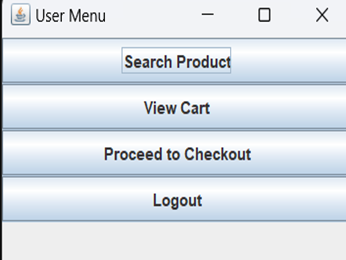 User Menu
Search Product
View Cart
Proceed to Checkout
Logout